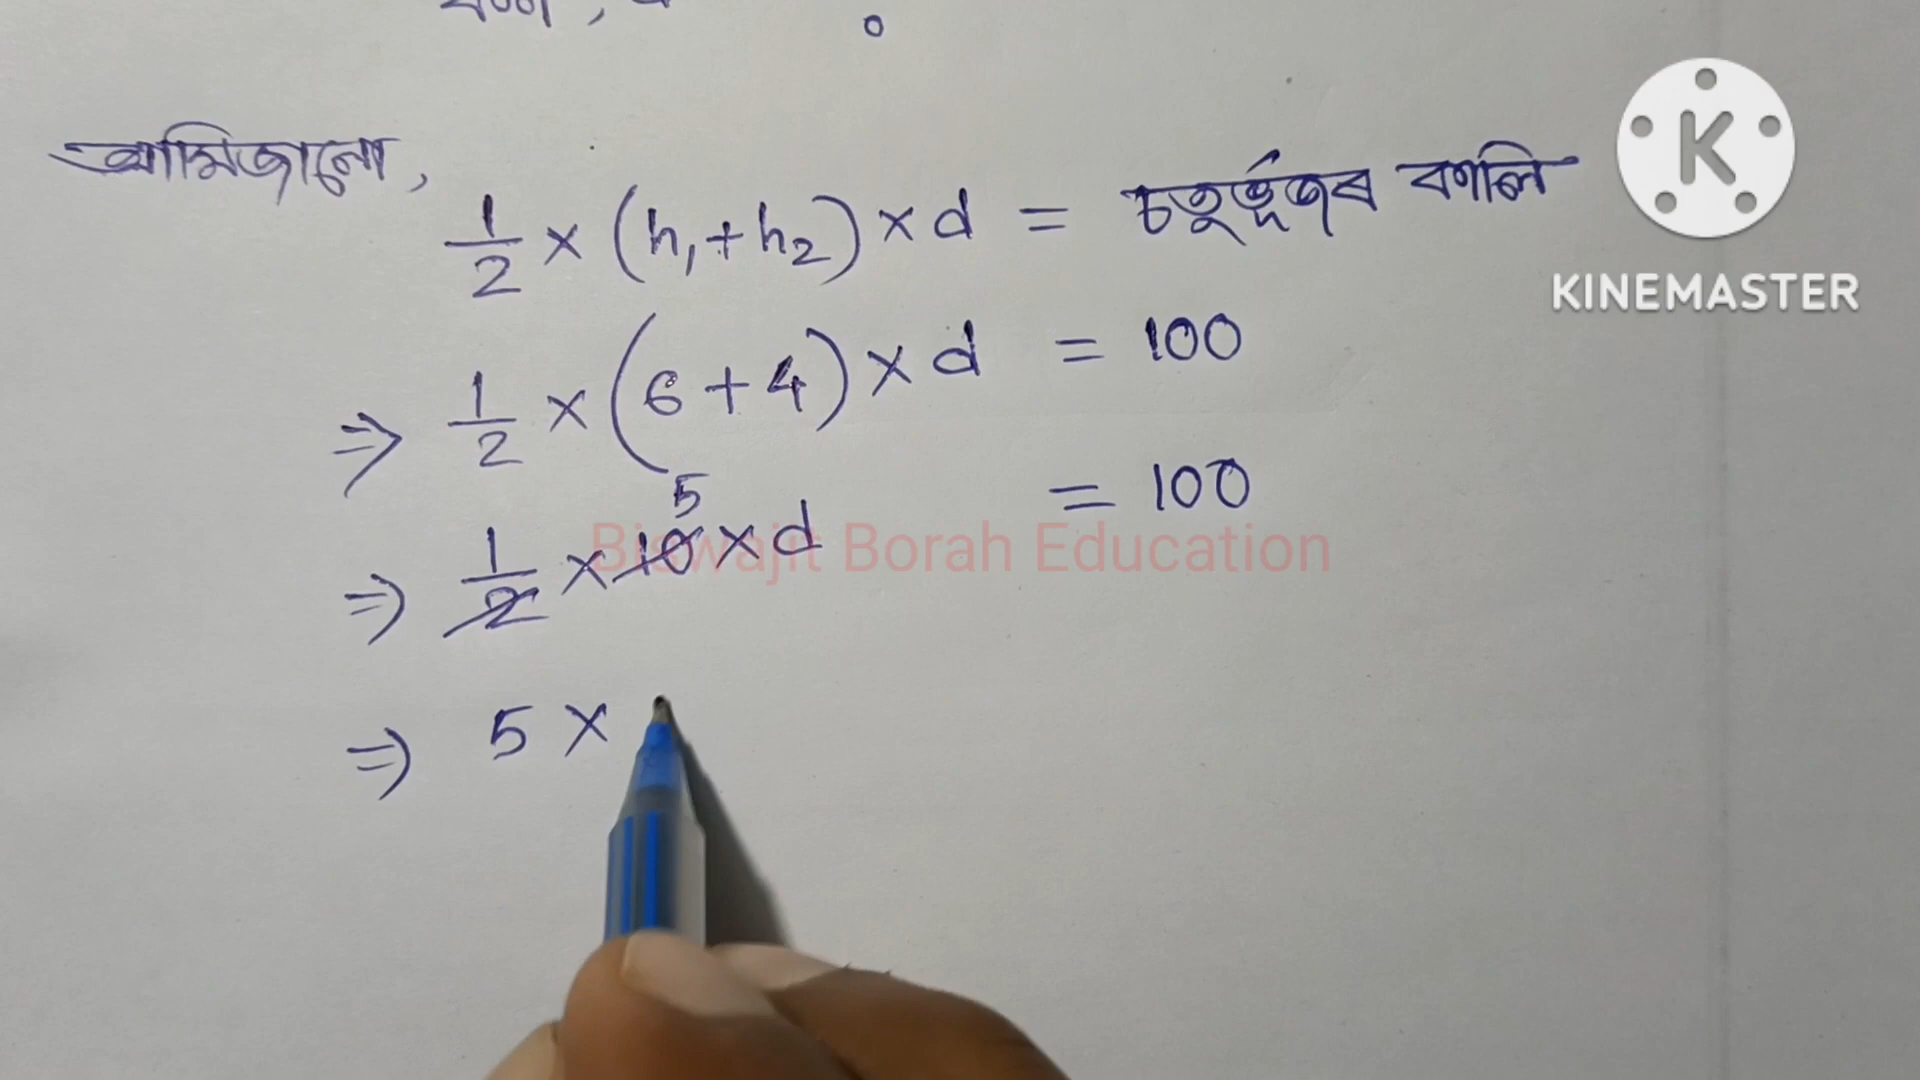 আমি জানো,
1/2 × (h₁+h₂) × d = চতুৰ্ভূজৰ কালি
K
KINEMASTER
⇒ 1/2 × (6+4) × d = 100
5
⇒ 1/2 × 10 × d = 100
Biswajit Borah Education
⇒ 5 ×